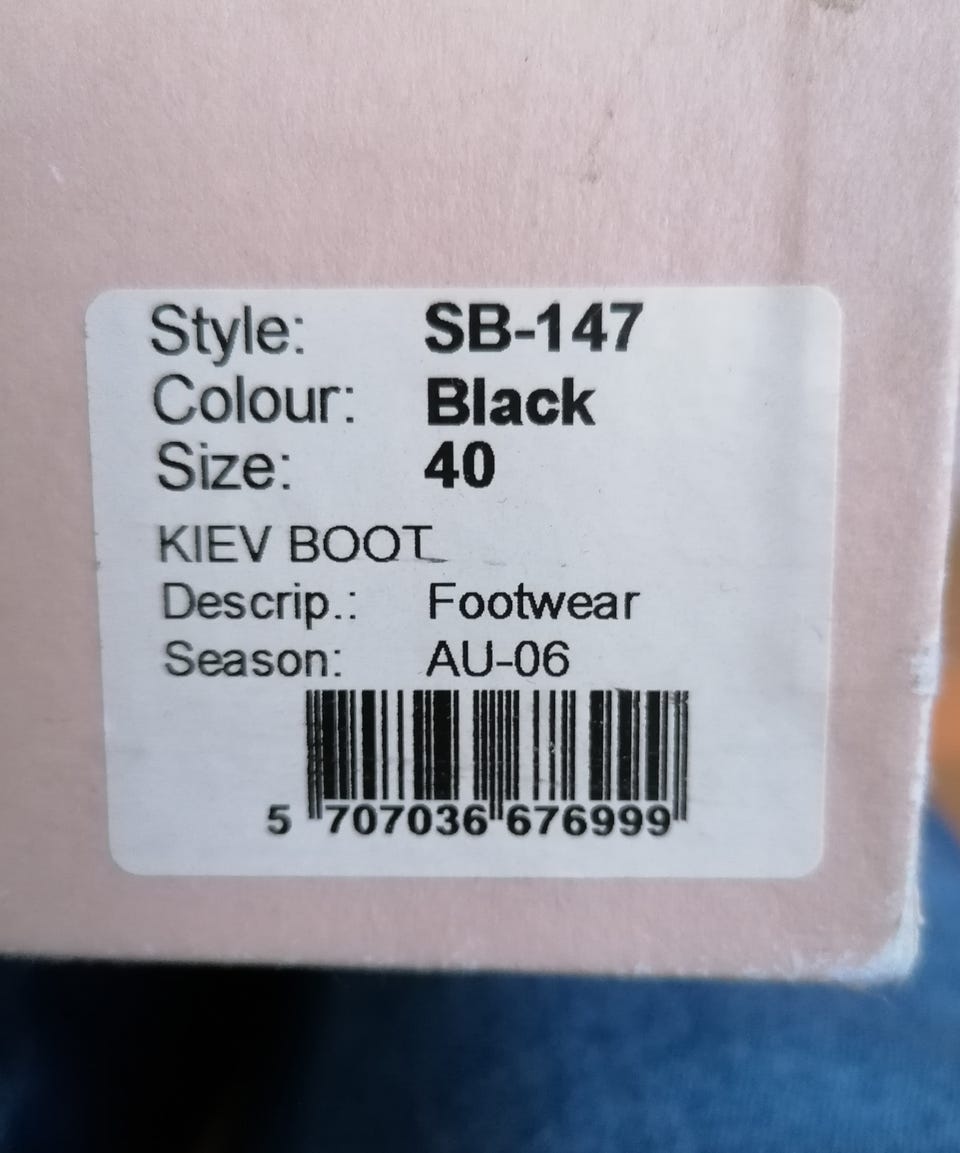 Style: SB-147
Colour: Black
Size: 40
KIEV BOOT
Descrip.: Footwear
Season: AU-06
5 707036 676999